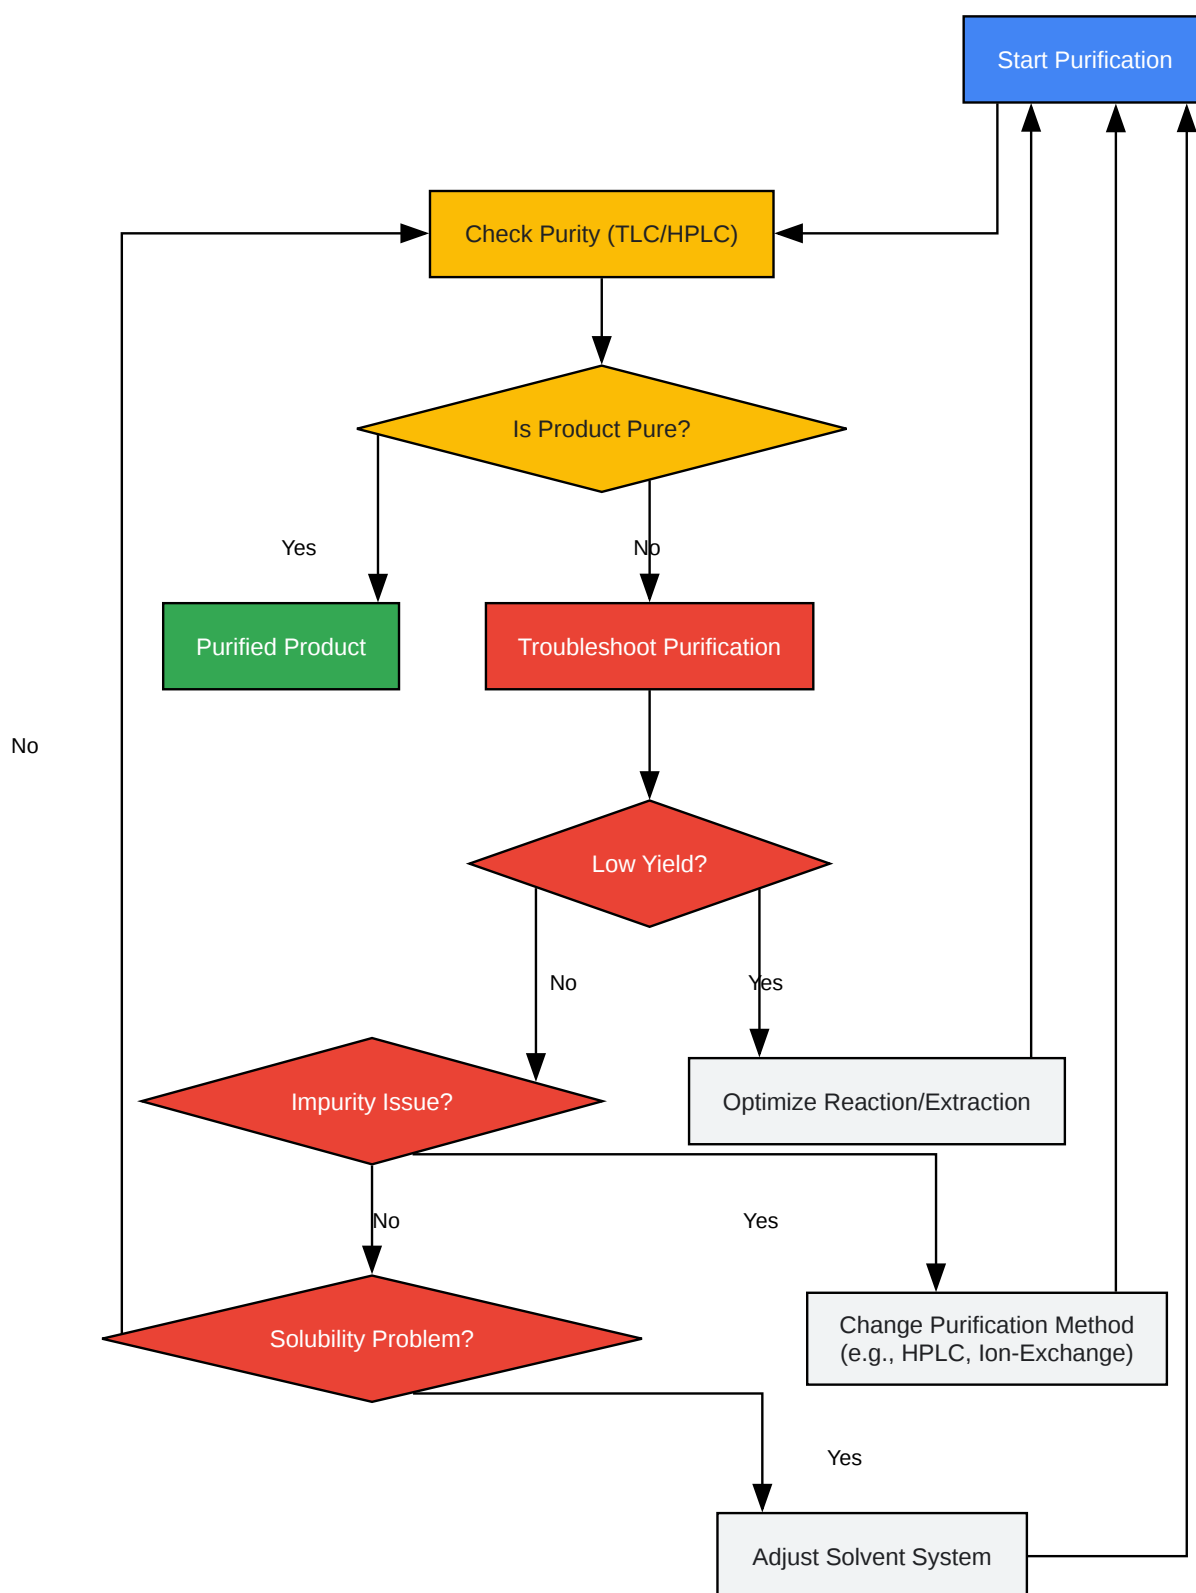 Start Purification
Check Purity (TLC/HPLC)
Is Product Pure?
Yes
No
Purified Product
Troubleshoot Purification
No
Low Yield?
No
Yes
Impurity Issue?
Optimize Reaction/Extraction
No
Yes
Solubility Problem?
Change Purification Method
(e.g., HPLC, Ion-Exchange)
Yes
Adjust Solvent System